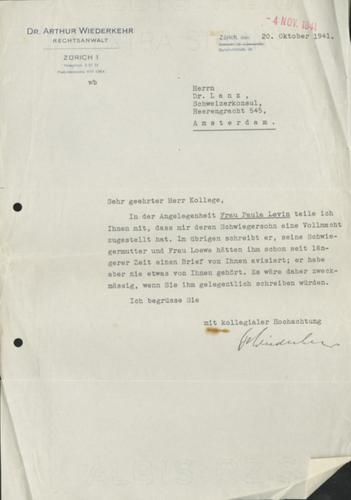 DR. ARTHUR WIEDERKEHR
RECHTSANWALT
ZÜRICH 1
wb
-4 NOV. 1941
Zürich, den 20. Oktober 1941.
Herrn
Dr. Lanz,
Schweizerkonsul,
Heerengracht 545,
Amsterdam.
Sehr geehrter Herr Kollege,
In der Angelegenheit Frau Paula Levin teile ich
Ihnen mit, dass mir deren Schwiegersohn eine Vollmacht
zugestellt hat. Im übrigen schreibt er, seine Schwie-
germutter und Frau Loewe hätten ihm schon seit län-
gerer Zeit einen Brief von Ihnen avisiert; er habe
aber nie etwas von Ihnen gehört. Es wäre daher zweck-
mässig, wenn Sie ihm gelegentlich schreiben würden.
Ich begrüsse Sie
mit kollegialer Hochachtung